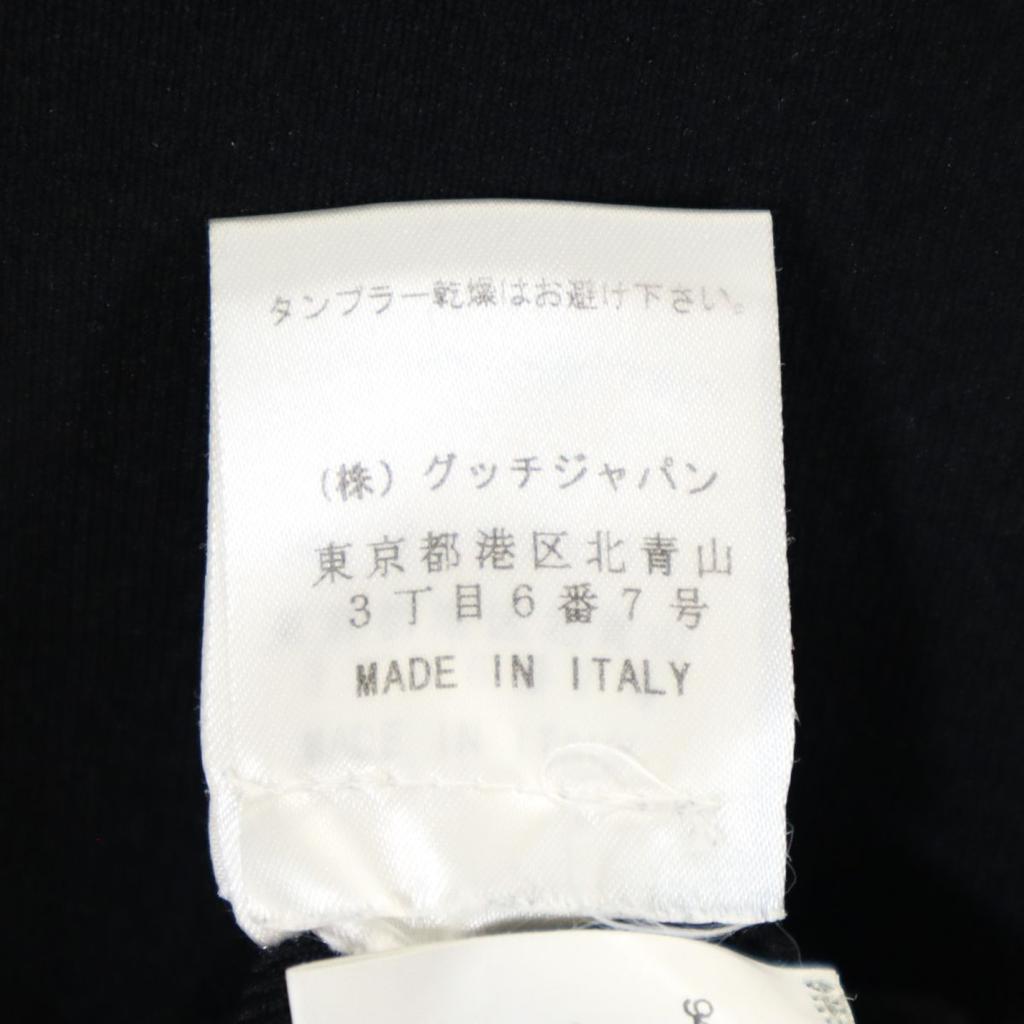 タンブラー乾燥はお避け下さい。
(株) グッチジャパン
東京都港区北青山
3丁目6番7号
MADE IN ITALY
MADE IN